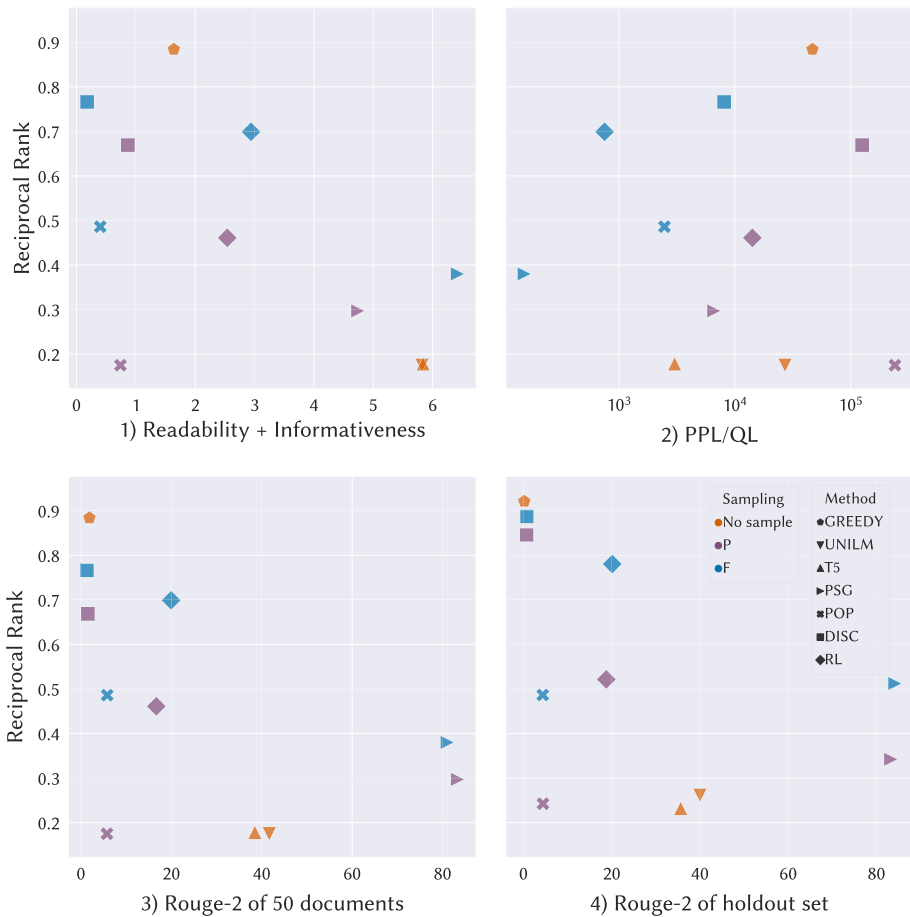 Reciprocal Rank
0.9
0.8
0.7
0.6
0.5
0.4
0.3
0.2
0 1 2 3 4 5 6
1) Readability + Informativeness
10³ 10⁴ 10⁵
2) PPL/QL
Reciprocal Rank
0.9
0.8
0.7
0.6
0.5
0.4
0.3
0.2
0 20 40 60 80
3) Rouge-2 of 50 documents
Sampling
No sample
P
F
Method
GREEDY
UNILM
T5
PSG
POP
DISC
RL
0 20 40 60 80
4) Rouge-2 of holdout set